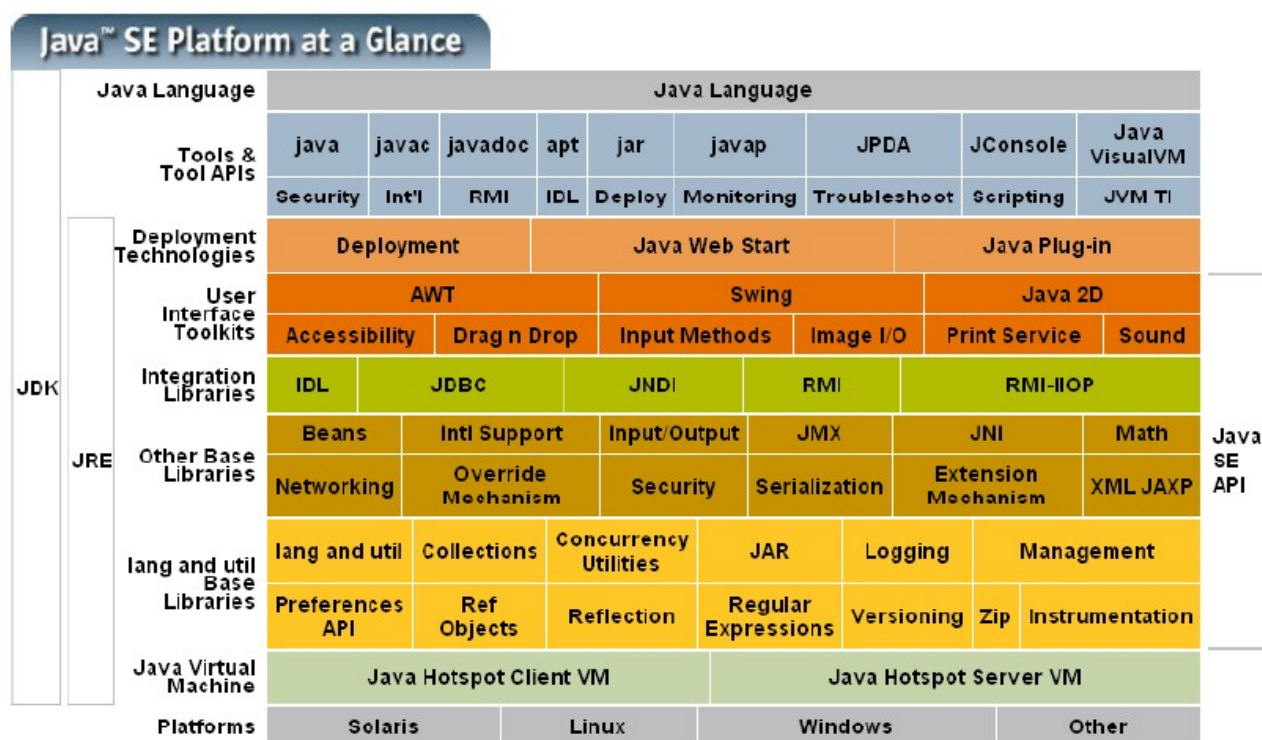 Java™ SE Platform at a Glance
Java Language
Java Language
Tools &
Tool APIs
java javac javadoc apt jar javap JPDA JConsole Java
VisualVM
Security Int'l RMI IDL Deploy Monitoring Troubleshoot Scripting JVM TI
Deployment
Technologies
Deployment Java Web Start Java Plug-in
User
Interface
Toolkits
AWT Swing Java 2D
Accessibility Drag n Drop Input Methods Image I/O Print Service Sound
Integration
Libraries
IDL JDBC JNDI RMI RMI-IIOP
JDK
JRE
Other Base
Libraries
Beans Intl Support Input/Output JMX JNI Math
Networking Override
Mechanism Security Serialization Extension
Mechanism XML JAXP
Java
SE
API
lang and util
Base
Libraries
lang and util Collections Concurrency
Utilities JAR Logging Management
Preferences
API Ref
Objects Reflection Regular
Expressions Versioning Zip Instrumentation
Java Virtual
Machine
Java Hotspot Client VM Java Hotspot Server VM
Platforms
Solaris Linux Windows Other